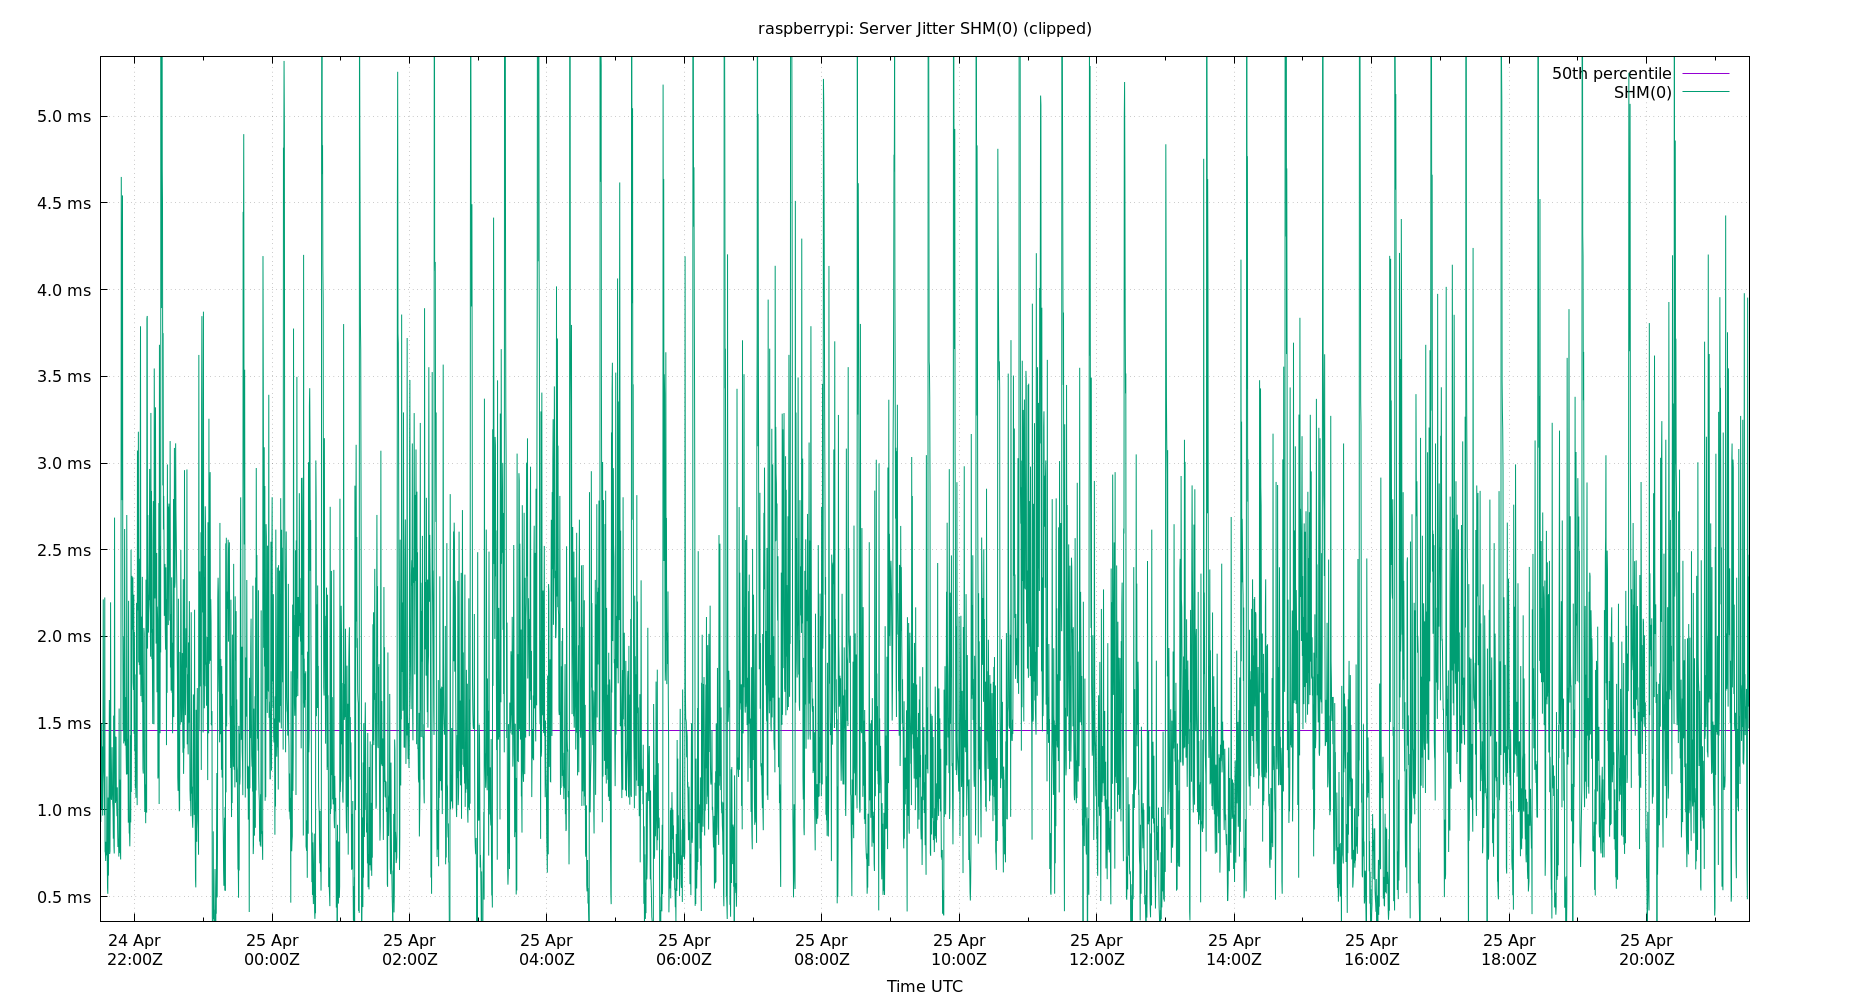 raspberrypi: Server Jitter SHM(0) (clipped)
50th percentile
SHM(0)
5.0 ms
4.5 ms
4.0 ms
3.5 ms
3.0 ms
2.5 ms
2.0 ms
1.5 ms
1.0 ms
0.5 ms
24 Apr 25 Apr 25 Apr 25 Apr 25 Apr 25 Apr 25 Apr 25 Apr 25 Apr 25 Apr 25 Apr 25 Apr
22:00Z 00:00Z 02:00Z 04:00Z 06:00Z 08:00Z 10:00Z 12:00Z 14:00Z 16:00Z 18:00Z 20:00Z
Time UTC